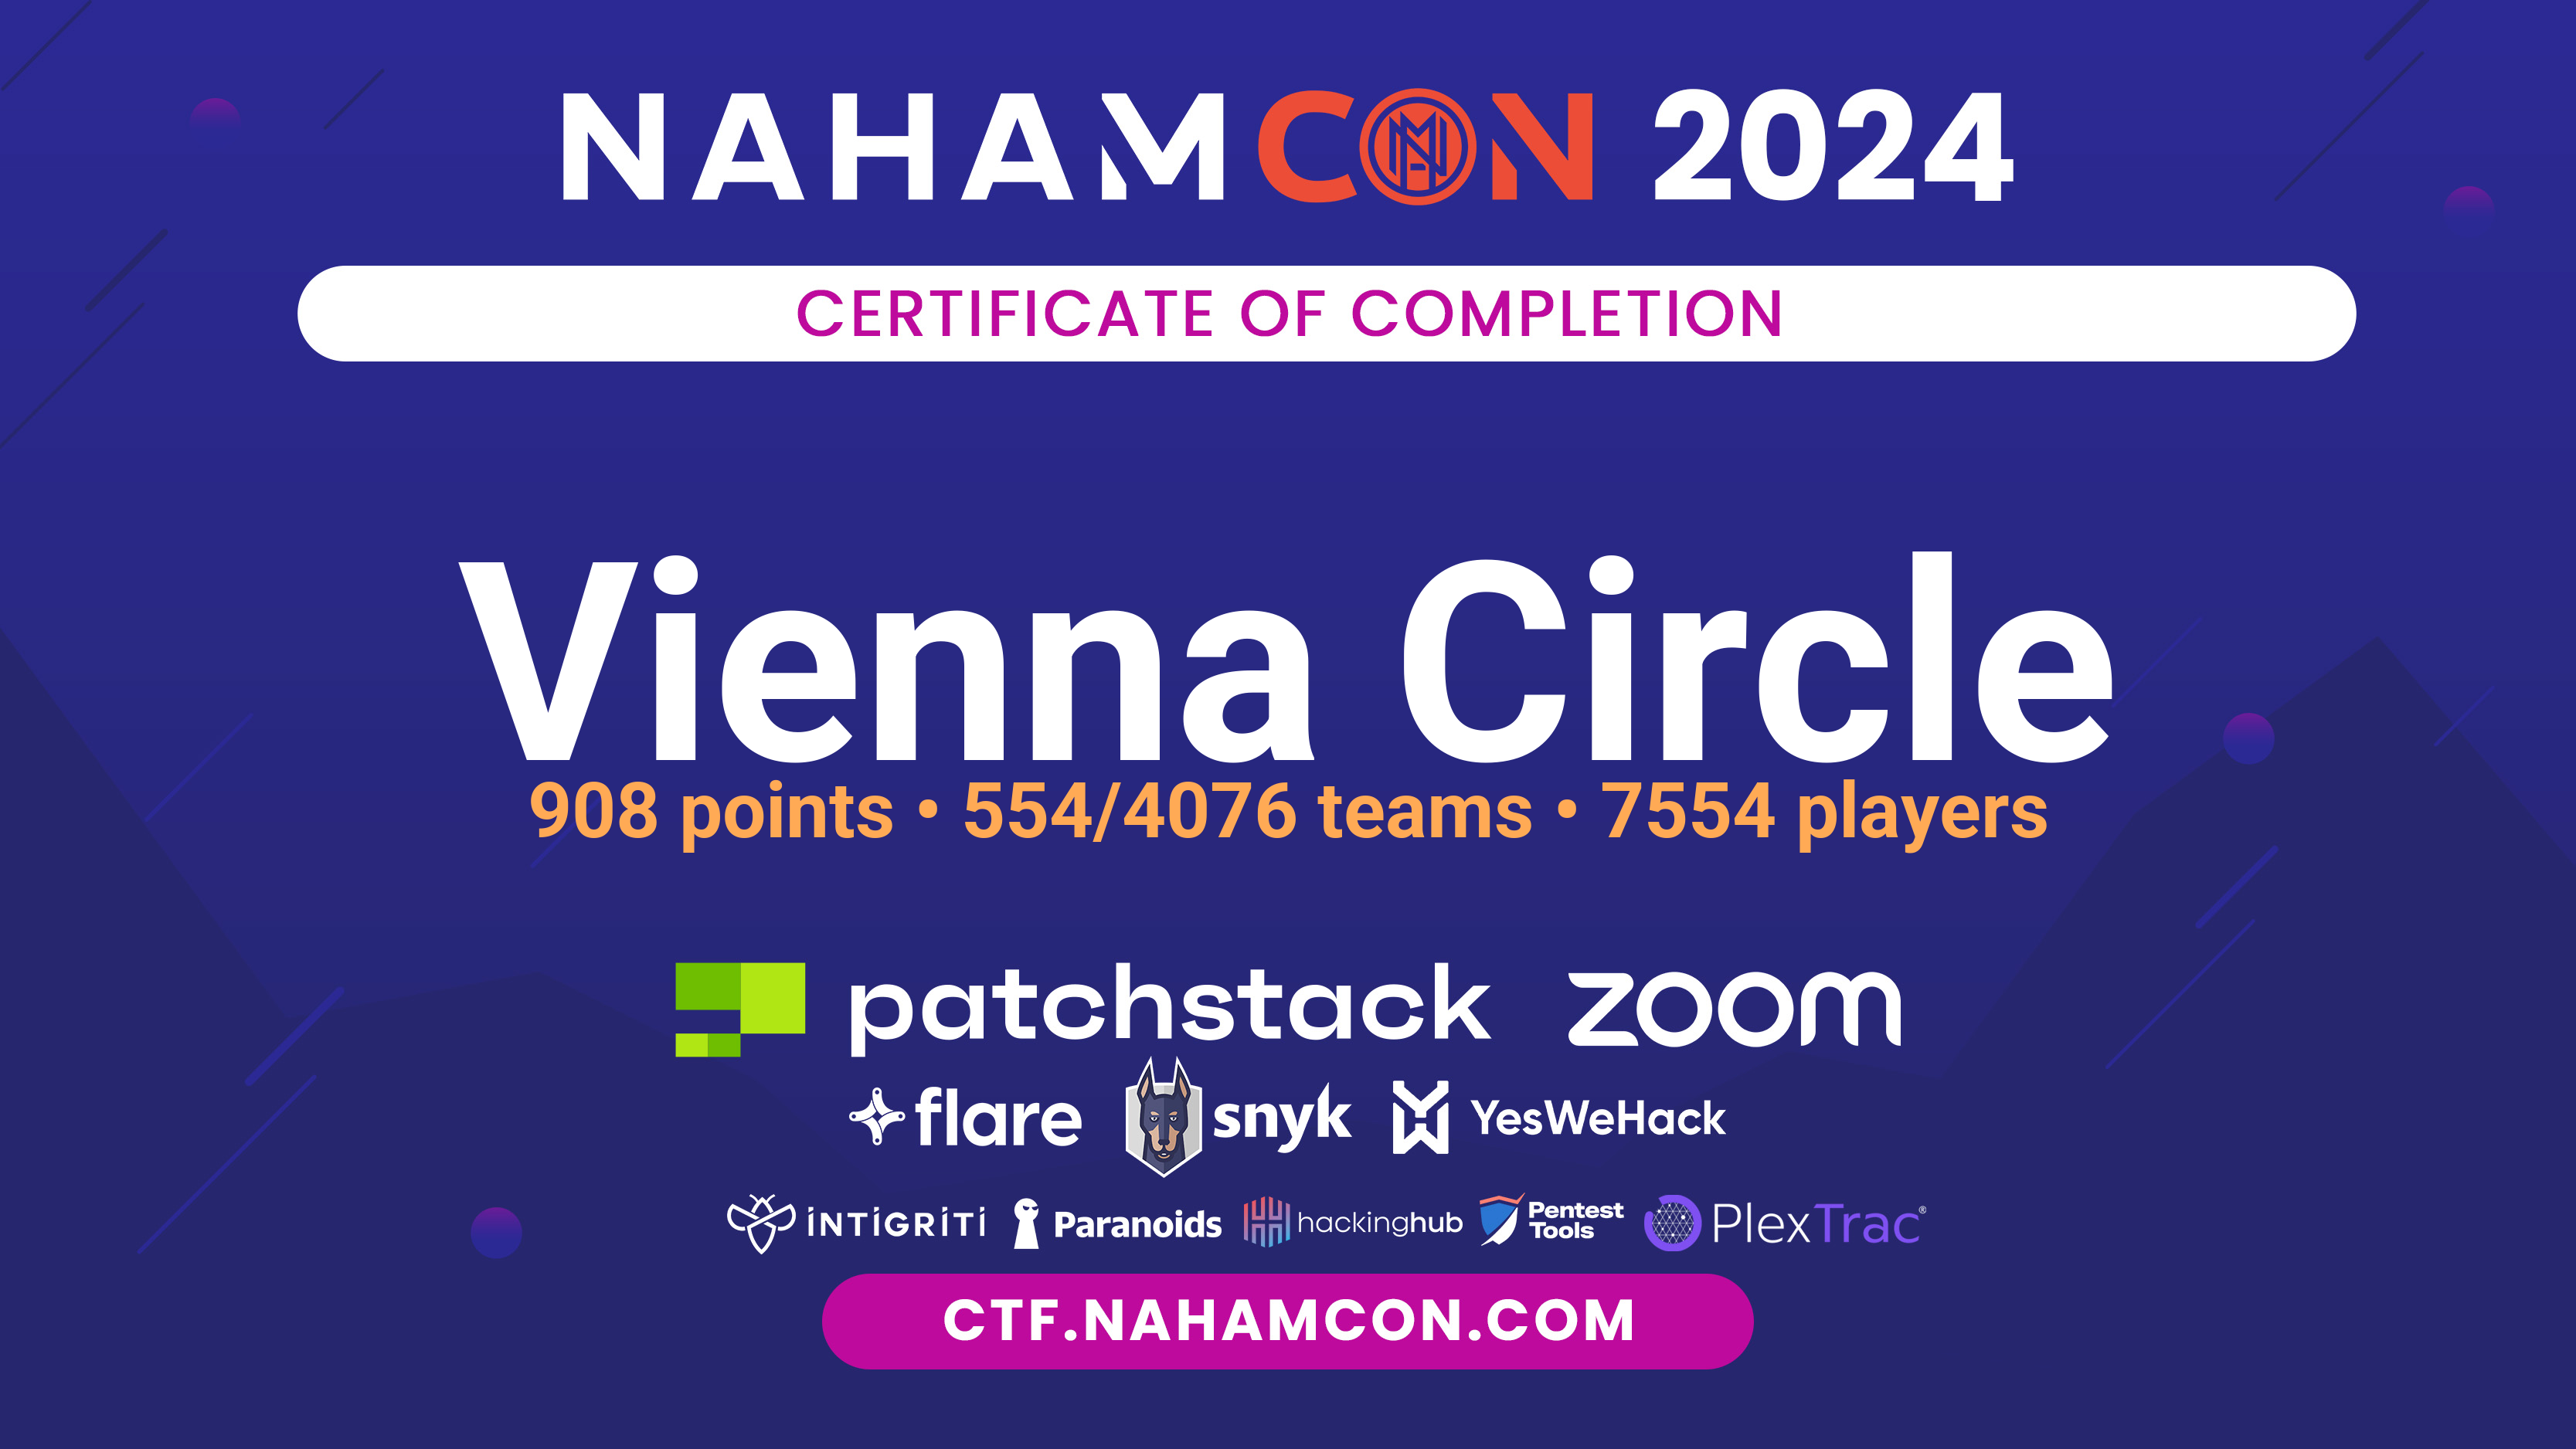 NAHAMCON 2024
CERTIFICATE OF COMPLETION
Vienna Circle
908 points • 554/4076 teams • 7554 players
patchstack zoom
flare snyk YesWeHack
INTIGRITI Paranoids hackinghub Pentest Tools PlexTrac®
CTF.NAHAMCON.COM